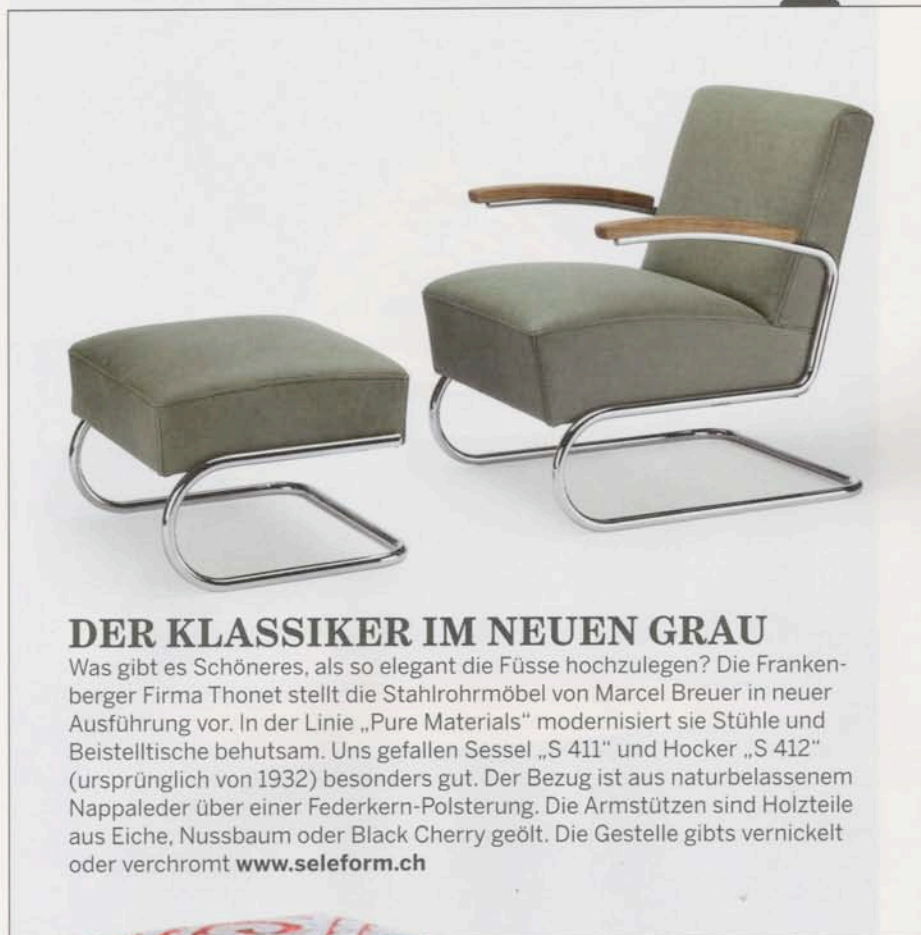 DER KLASSIKER IM NEUEN GRAU
Was gibt es Schöneres, als so elegant die Füsse hochzulegen? Die Franken-
berger Firma Thonet stellt die Stahlrohrmöbel von Marcel Breuer in neuer
Ausführung vor. In der Linie „Pure Materials“ modernisiert sie Stühle und
Beistelltische behutsam. Uns gefallen Sessel „S 411“ und Hocker „S 412“
(ursprünglich von 1932) besonders gut. Der Bezug ist aus naturbelassenem
Nappaleder über einer Federkern-Polsterung. Die Armstützen sind Holzteile
aus Eiche, Nussbaum oder Black Cherry geölt. Die Gestelle gibts vernickelt
oder verchromt www.seleform.ch